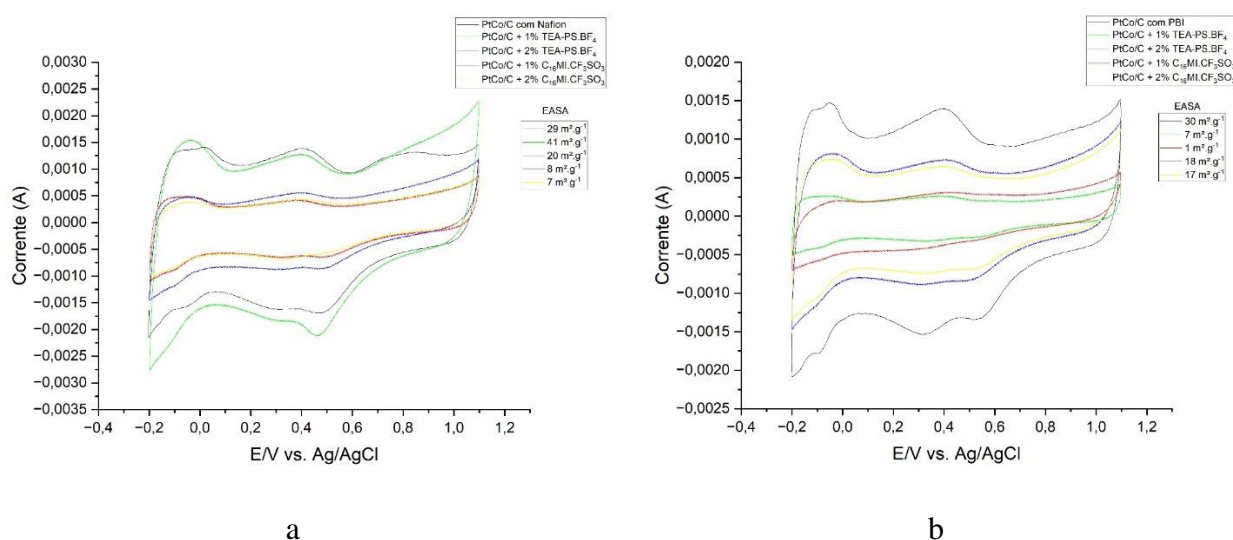 PtCo/C com Nafion
PtCo/C + 1% TEA-PS.BF₄
PtCo/C + 2% TEA-PS.BF₄
PtCo/C + 1% C₁₆MI.CF₃SO₃
PtCo/C + 2% C₁₆MI.CF₃SO₃
EASA
29 m².g⁻¹
41 m².g⁻¹
20 m².g⁻¹
8 m².g⁻¹
7 m².g⁻¹
0,0030
0,0025
0,0020
0,0015
0,0010
0,0005
0,0000
−0,0005
−0,0010
−0,0015
−0,0020
−0,0025
−0,0030
−0,0035
Corrente (A)
−0,4 −0,2 0,0 0,2 0,4 0,6 0,8 1,0 1,2
E/V vs. Ag/AgCl
a
PtCo/C com PBI
PtCo/C + 1% TEA-PS.BF₄
PtCo/C + 2% TEA-PS.BF₄
PtCo/C + 1% C₁₆MI.CF₃SO₃
PtCo/C + 2% C₁₆MI.CF₃SO₃
EASA
30 m².g⁻¹
7 m².g⁻¹
1 m².g⁻¹
18 m².g⁻¹
17 m².g⁻¹
0,0025
0,0020
0,0015
0,0010
0,0005
0,0000
−0,0005
−0,0010
−0,0015
−0,0020
−0,0025
Corrente (A)
−0,4 −0,2 0,0 0,2 0,4 0,6 0,8 1,0 1,2
E/V vs. Ag/AgCl
b